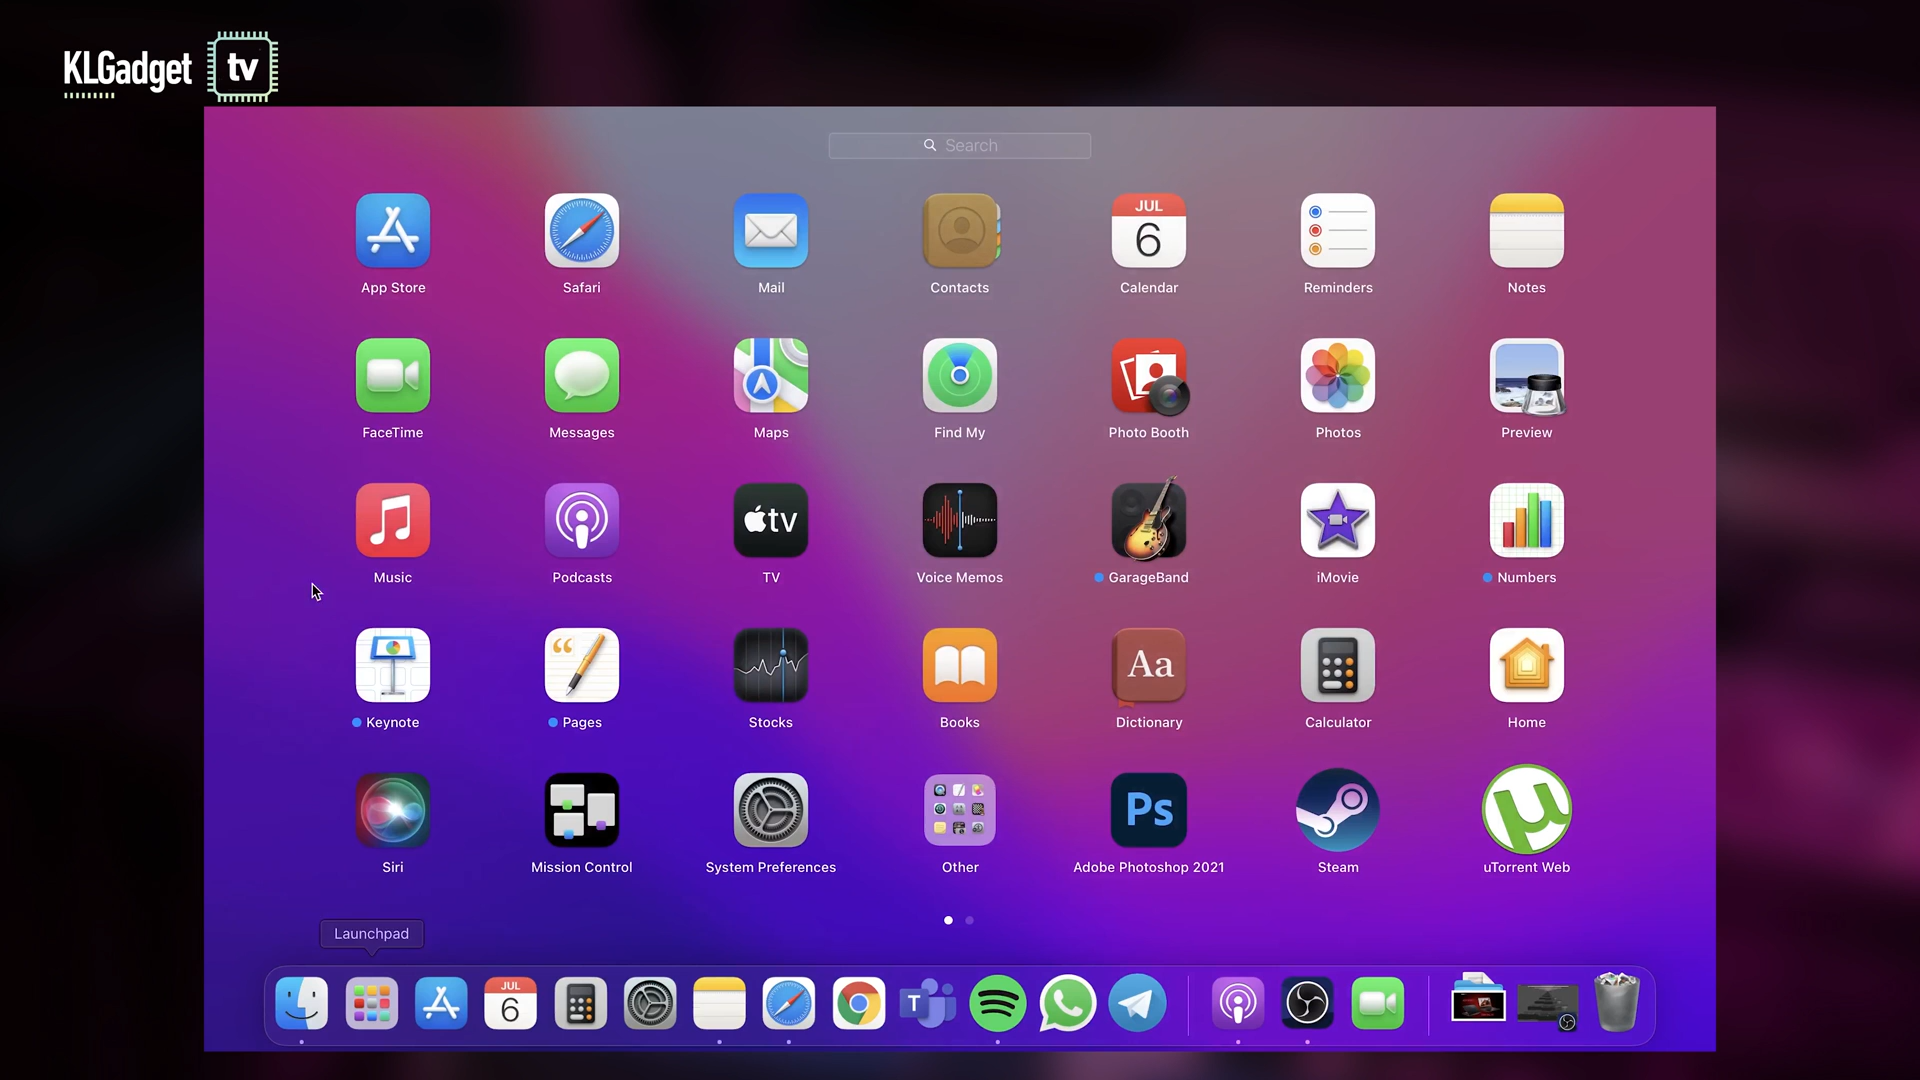 KLGadget tv
Search
App Store
Safari
Mail
Contacts
JUL
6
Calendar
Reminders
Notes
FaceTime
Messages
Maps
Find My
Photo Booth
Photos
Preview
Music
Podcasts
tv
TV
Voice Memos
GarageBand
iMovie
Numbers
Keynote
Pages
Stocks
Books
Aa
Dictionary
Calculator
Home
Siri
Mission Control
System Preferences
Other
Ps
Adobe Photoshop 2021
Steam
µ
uTorrent Web
Launchpad
JUL
6
T